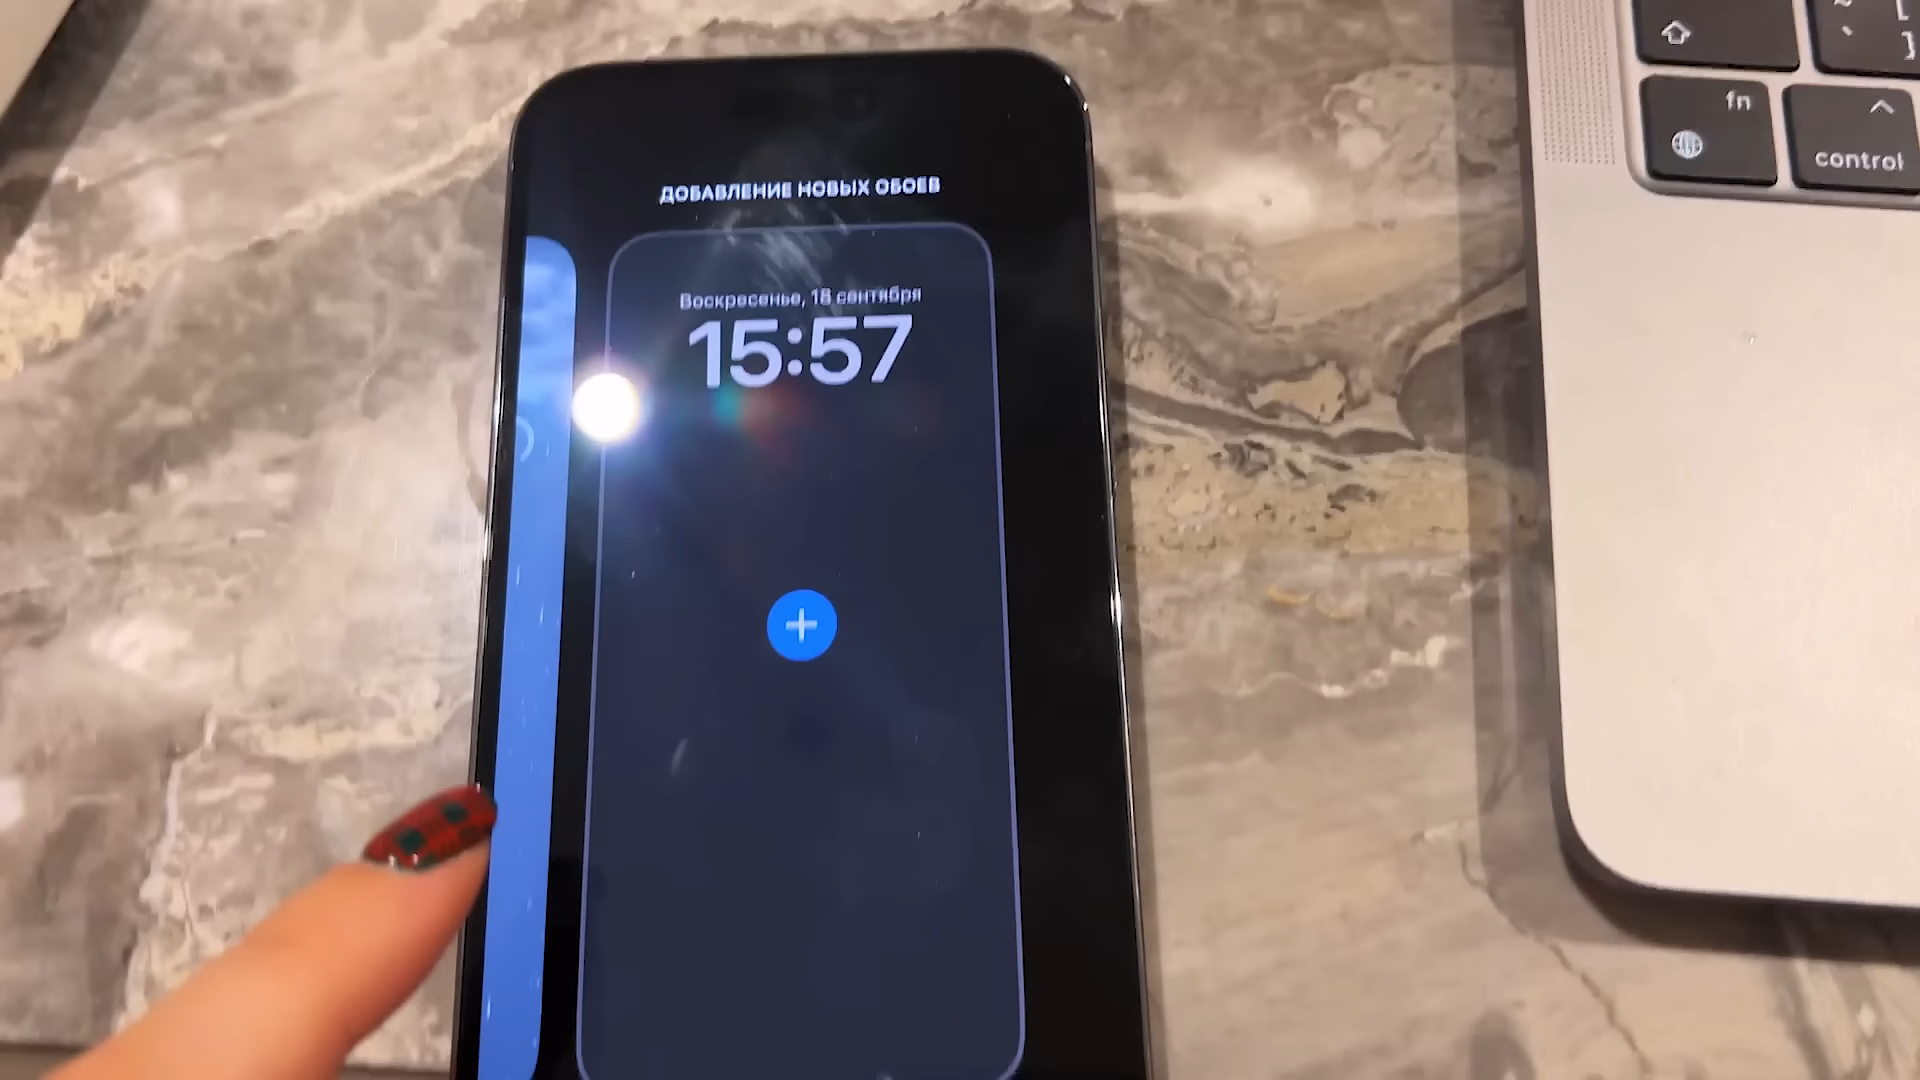 ДОБАВЛЕНИЕ НОВЫХ ОБОЕВ
Воскресенье, 18 сентября
15:57
fn
control
~ [
` ]